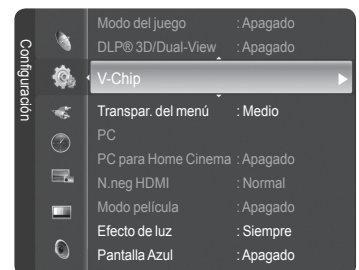 Configuración
Modo del juego : Apagado
DLP® 3D/Dual-View : Apagado
V-Chip
Transpar. del menú : Medio
PC
PC para Home Cinema : Apagado
N.neg HDMI : Normal
Modo película : Apagado
Efecto de luz : Siempre
Pantalla Azul : Apagado